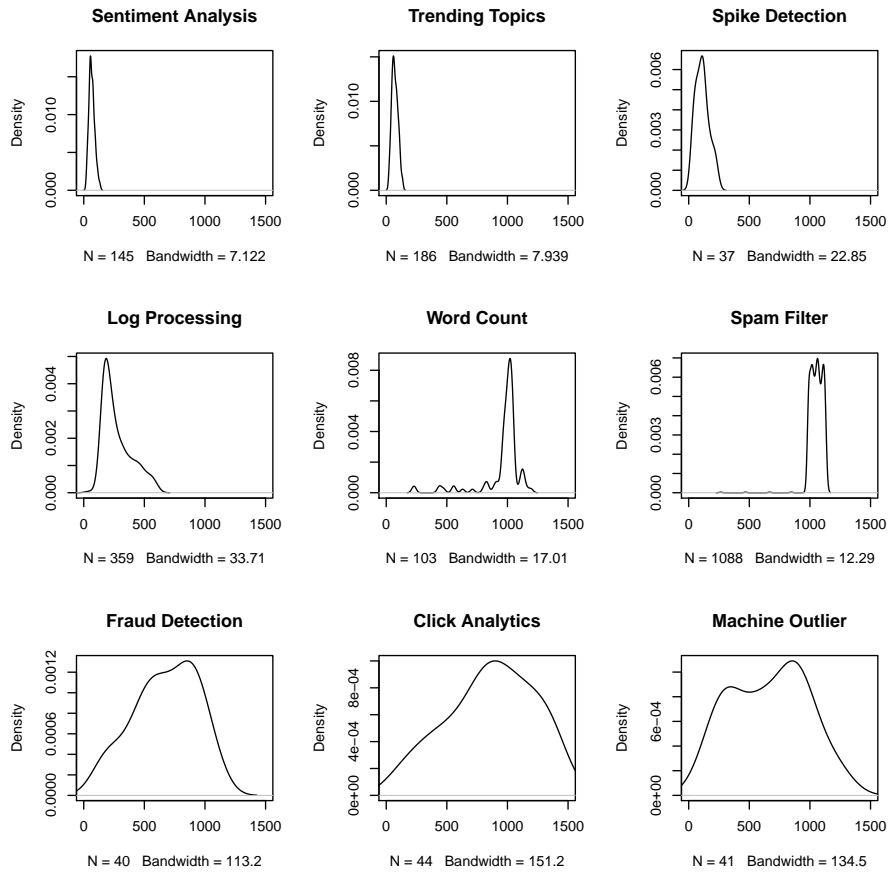 Sentiment Analysis
Density
0.000 0.010
0 500 1000 1500
N = 145 Bandwidth = 7.122
Trending Topics
Density
0.000 0.010
0 500 1000 1500
N = 186 Bandwidth = 7.939
Spike Detection
Density
0.000 0.003 0.006
0 500 1000 1500
N = 37 Bandwidth = 22.85
Log Processing
Density
0.000 0.002 0.004
0 500 1000 1500
N = 359 Bandwidth = 33.71
Word Count
Density
0.000 0.004 0.008
0 500 1000 1500
N = 103 Bandwidth = 17.01
Spam Filter
Density
0.000 0.003 0.006
0 500 1000 1500
N = 1088 Bandwidth = 12.29
Fraud Detection
Density
0.0000 0.0006 0.0012
0 500 1000 1500
N = 40 Bandwidth = 113.2
Click Analytics
Density
0e+00 4e-04 8e-04
0 500 1000 1500
N = 44 Bandwidth = 151.2
Machine Outlier
Density
0e+00 6e-04
0 500 1000 1500
N = 41 Bandwidth = 134.5